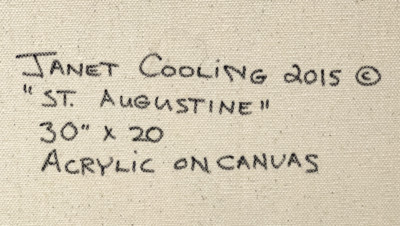 JANET COOLING 2015 ©
"ST. AUGUSTINE"
30" X 20
ACRYLIC ON CANVAS